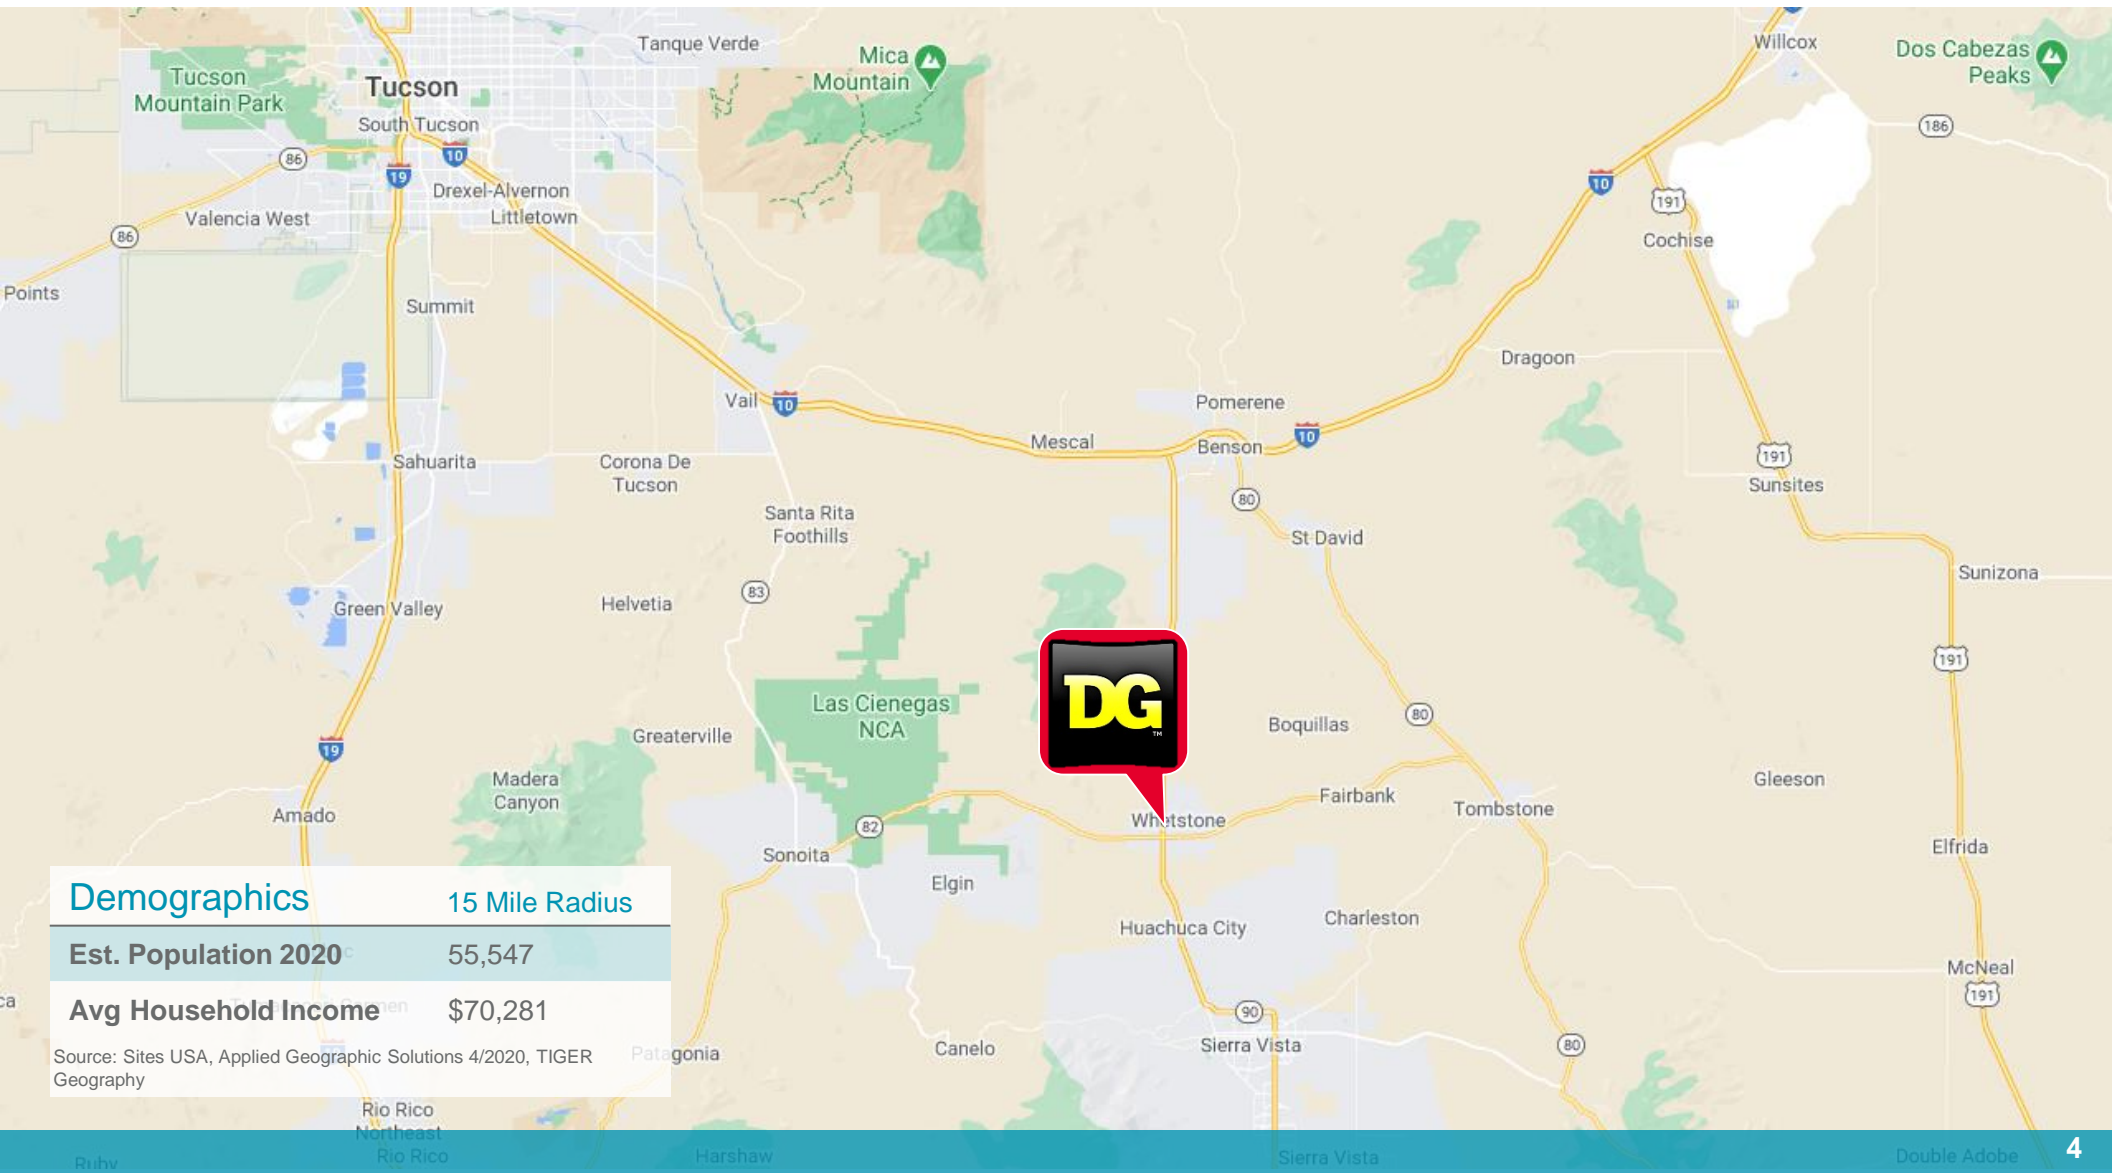 Willcox
Tanque Verde
Mica
Mountain
Dos Cabezas
Peaks
Tucson
Mountain Park
Tucson
South Tucson
186
86
10
19
10
Drexel-Alvernon
Littletown
191
Valencia West
86
Cochise
Points
Summit
Dragoon
Vail
10
Pomerene
Mescal
Benson
10
191
Sahuarita
Corona De
Tucson
Sunsites
80
Santa Rita
Foothills
St David
Sunizona
83
Helvetia
Green Valley
191
DG
TM
Las Cienegas
NCA
80
Boquillas
Greaterville
19
Madera
Canyon
Gleeson
Fairbank
Tombstone
Amado
Whetstone
82
Sonoita
Elfrida
Elgin
Charleston
Huachuca City
McNeal
191
90
Sierra Vista
80
Canelo
Patagonia
ca
Demographics 15 Mile Radius
Est. Population 2020 55,547
Avg Household Income $70,281
Source: Sites USA, Applied Geographic Solutions 4/2020, TIGER
Geography
Rio Rico
Northeast
Rio Rico
Ruby
Harshaw
Sierra Vista
Double Adobe
4